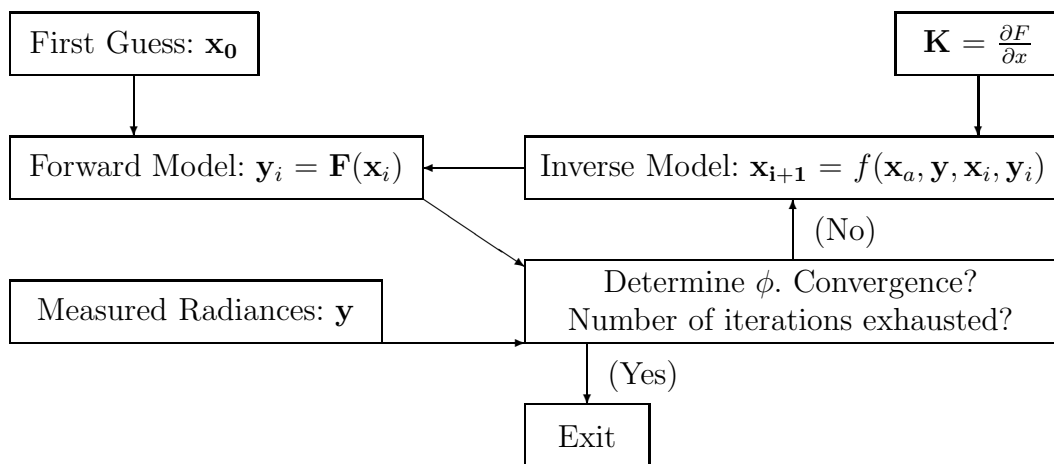 First Guess: x₀
K = ∂F/∂x
Forward Model: yᵢ = F(xᵢ)
Inverse Model: xᵢ₊₁ = f(xₐ, y, xᵢ, yᵢ)
(No)
Determine ϕ. Convergence?
Number of iterations exhausted?
Measured Radiances: y
(Yes)
Exit